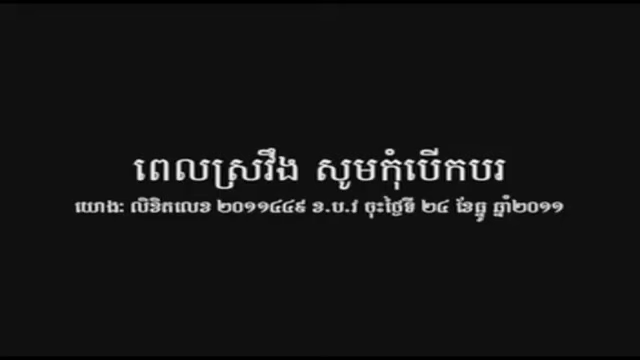 ពេលស្រវឹង សូមកុំបើកបរ
យោង: លិខិតលេខ ២០១១៤៤៩ ខ.ប.វ ចុះថ្ងៃទី ២៤ ខែធ្នូ ឆ្នាំ២០១១